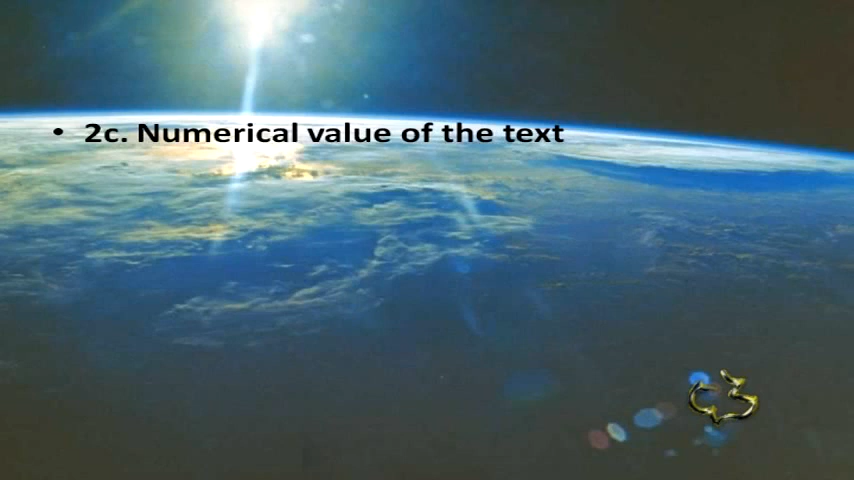 • 2c. Numerical value of the text